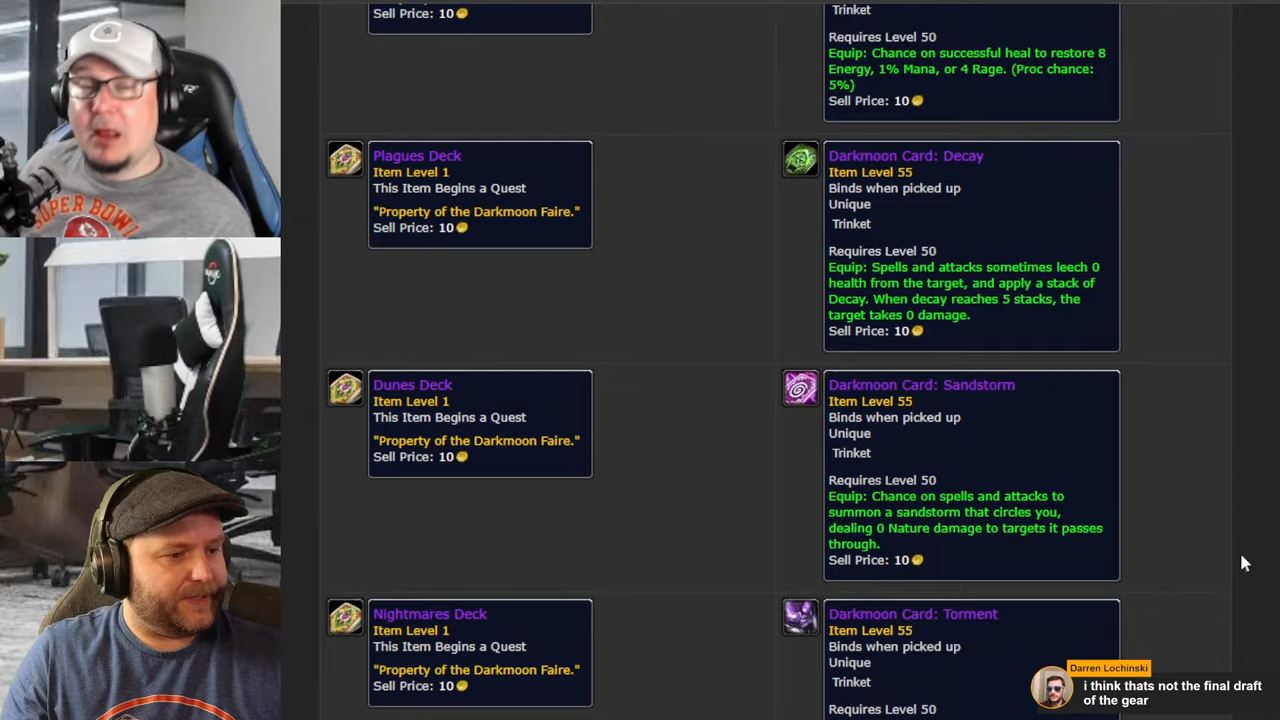 Sell Price: 10
Trinket
Requires Level 50
Equip: Chance on successful heal to restore 8
Energy, 1% Mana, or 4 Rage. (Proc chance:
5%)
Sell Price: 10
Plagues Deck
Item Level 1
This Item Begins a Quest
"Property of the Darkmoon Faire."
Sell Price: 10
Darkmoon Card: Decay
Item Level 55
Binds when picked up
Unique
Trinket
Requires Level 50
Equip: Spells and attacks sometimes leech 0
health from the target, and apply a stack of
Decay. When decay reaches 5 stacks, the
target takes 0 damage.
Sell Price: 10
Dunes Deck
Item Level 1
This Item Begins a Quest
"Property of the Darkmoon Faire."
Sell Price: 10
Darkmoon Card: Sandstorm
Item Level 55
Binds when picked up
Unique
Trinket
Requires Level 50
Equip: Chance on spells and attacks to
summon a sandstorm that circles you,
dealing 0 Nature damage to targets it passes
through.
Sell Price: 10
Nightmares Deck
Item Level 1
This Item Begins a Quest
"Property of the Darkmoon Faire."
Sell Price: 10
Darkmoon Card: Torment
Item Level 55
Binds when picked up
Unique
Trinket
Requires Level 50
SUPER BOWL
Darren Lochinski
i think thats not the final draft
of the gear